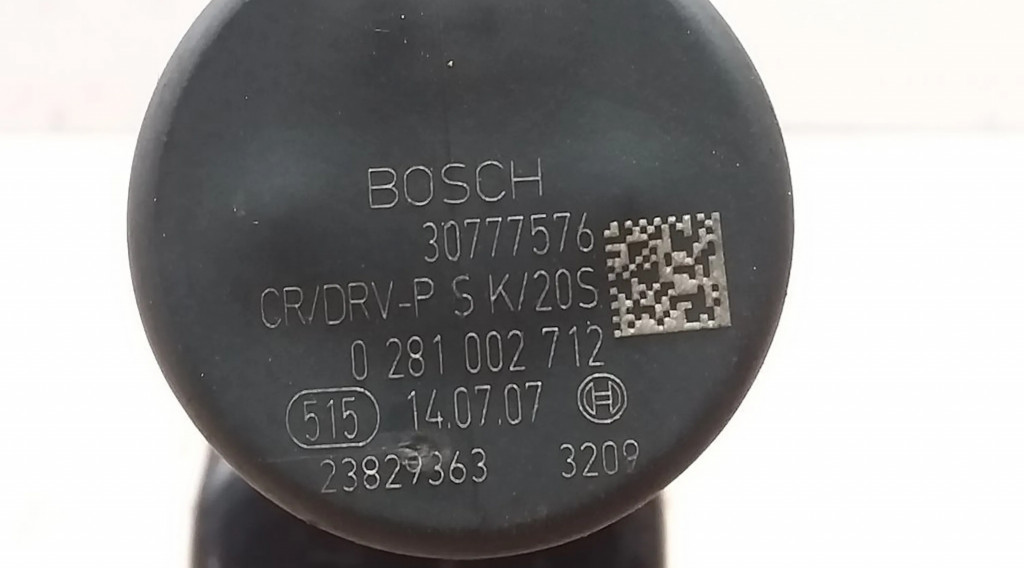 BOSCH
30777576
CR/DRV-P S K/20S
0 281 002 712
515 14.07.07
23829363 3209